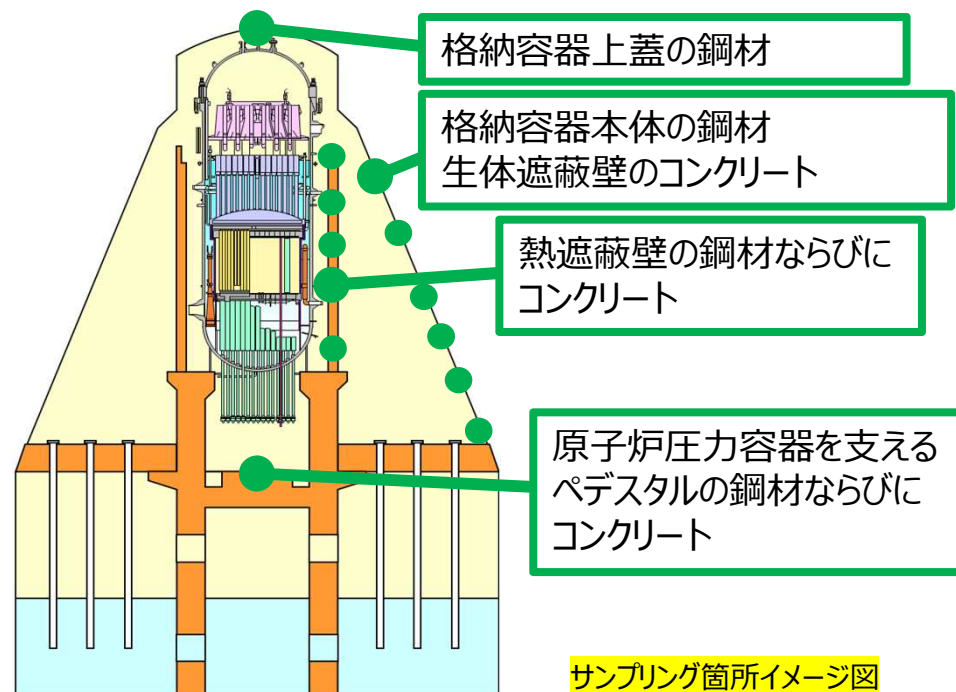 格納容器上蓋の鋼材
格納容器本体の鋼材
生体遮蔽壁のコンクリート
熱遮蔽壁の鋼材ならびに
コンクリート
原子炉圧力容器を支える
ペデスタルの鋼材ならびに
コンクリート
サンプリング箇所イメージ図